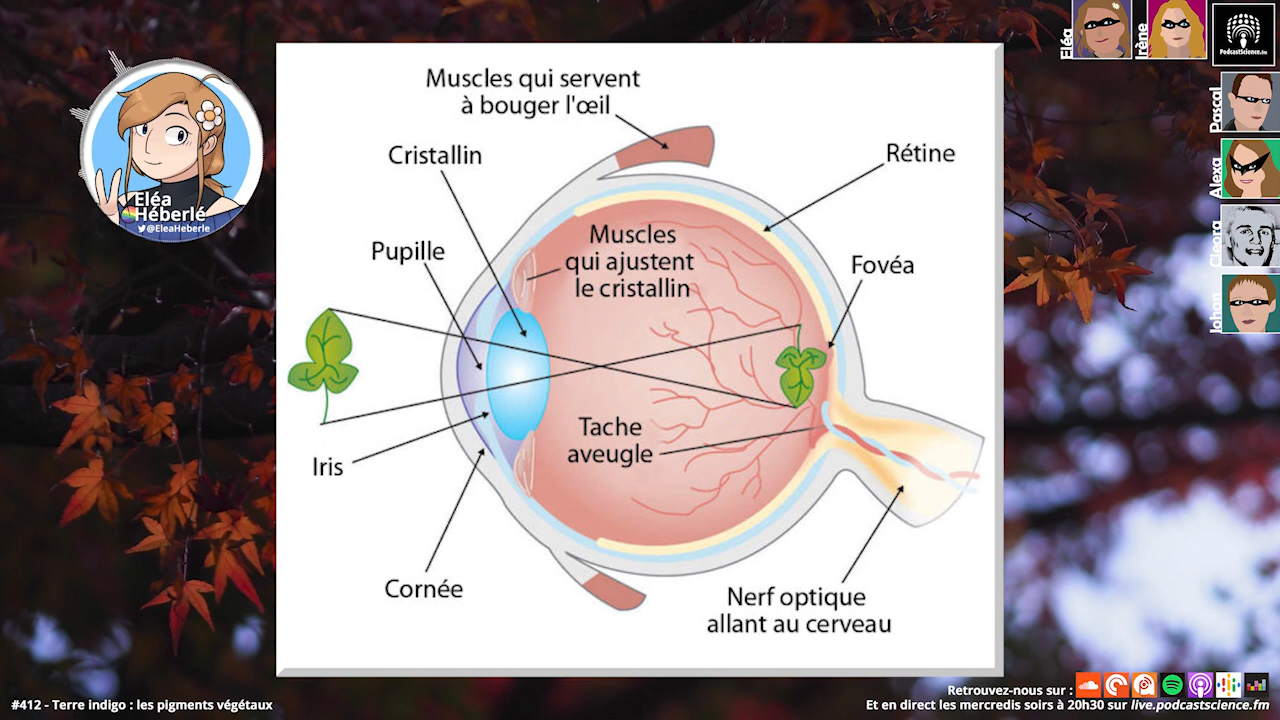 Muscles qui servent
à bouger l'œil
Cristallin
Rétine
Muscles
qui ajustent
le cristallin
Pupille
Fovéa
Tache
aveugle
Iris
Cornée
Nerf optique
allant au cerveau
Eléa
Héberlé
@EleaHeberle
Eléa
Irène
PodcastScience.fm
Pascal
Alexa
Cleora
Johan
#412 - Terre indigo : les pigments végétaux
Retrouvez-nous sur :
Et en direct les mercredis soirs à 20h30 sur live.podcastscience.fm